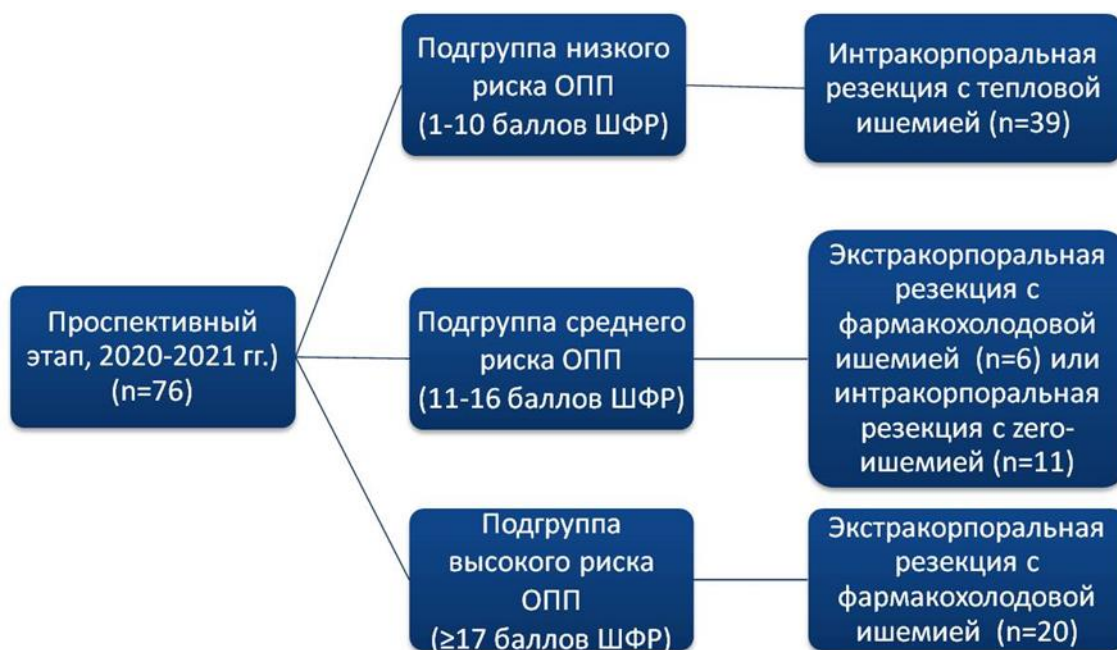 Проспективный
этап, 2020-2021 гг.)
(n=76)
Подгруппа низкого
риска ОПП
(1-10 баллов ШФР)
Интракорпоральная
резекция с тепловой
ишемией (n=39)
Подгруппа среднего
риска ОПП
(11-16 баллов ШФР)
Экстракорпоральная
резекция с
фармакохолодовой
ишемией (n=6) или
интракорпоральная
резекция с zero-
ишемией (n=11)
Подгруппа
высокого риска
ОПП
(≥17 баллов ШФР)
Экстракорпоральная
резекция с
фармакохолодовой
ишемией (n=20)